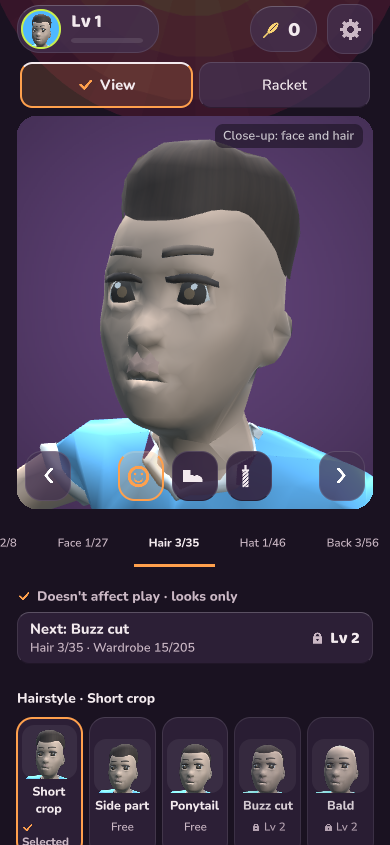 Lv 1
0
View
Racket
Close-up: face and hair
2/8
Face 1/27
Hair 3/35
Hat 1/46
Back 3/56
Doesn't affect play · looks only
Next: Buzz cut
Hair 3/35 · Wardrobe 15/205
Lv 2
Hairstyle · Short crop
Short
crop
Selected
Side part
Free
Ponytail
Free
Buzz cut
Lv 2
Bald
Lv 2